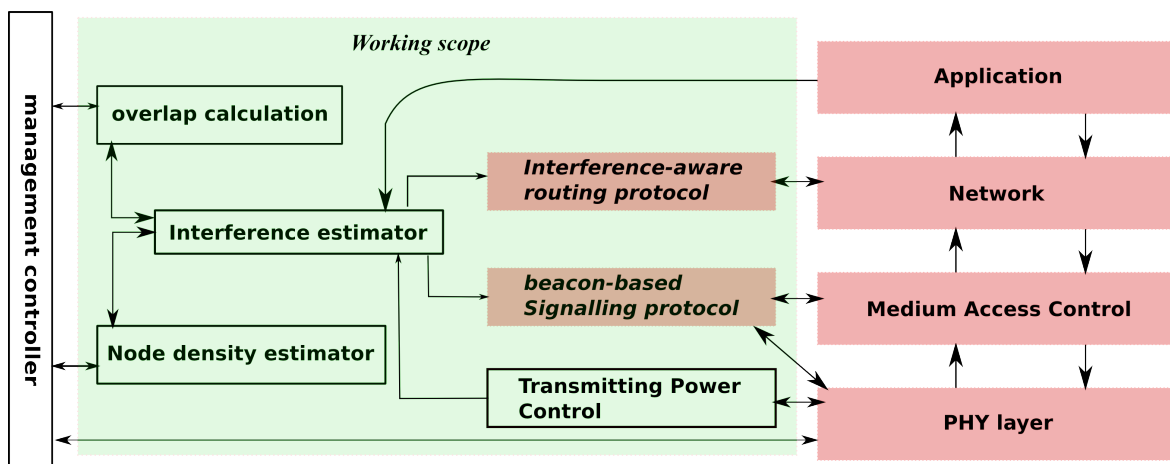 Working scope
management controller
overlap calculation
Interference estimator
Node density estimator
Interference-aware
routing protocol
beacon-based
Signalling protocol
Transmitting Power
Control
Application
Network
Medium Access Control
PHY layer